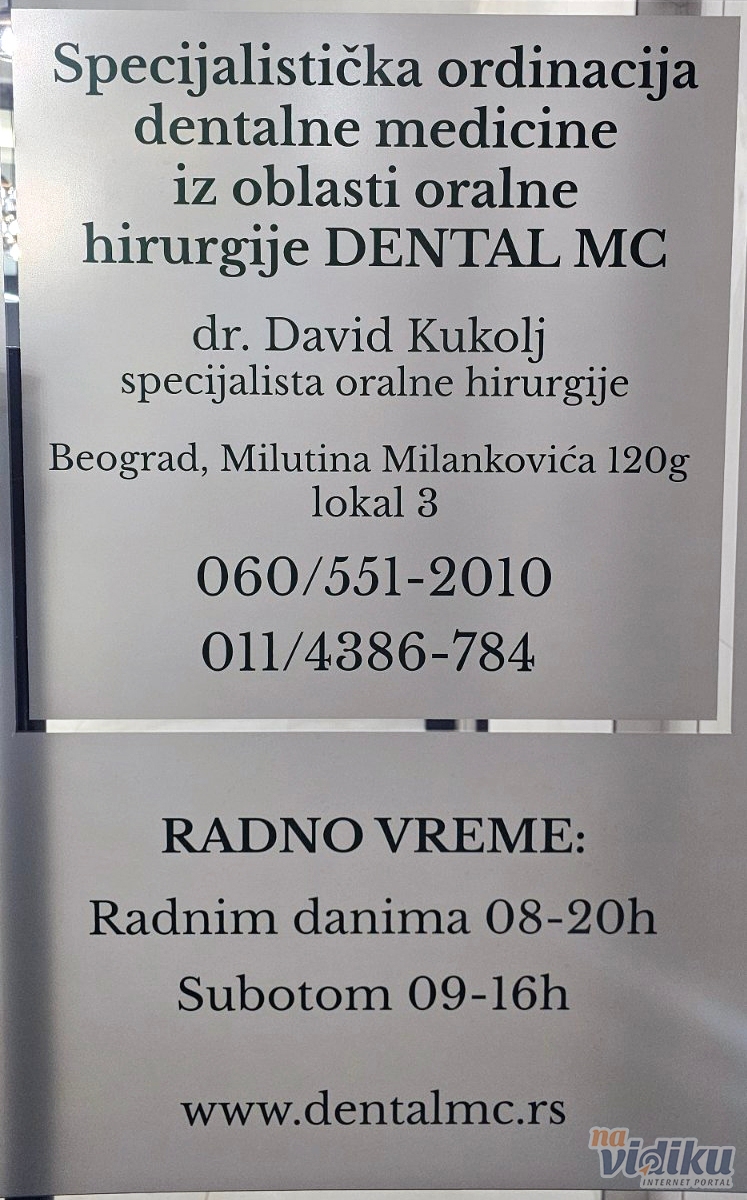 Specijalistička ordinacija
dentalne medicine
iz oblasti oralne
hirurgije DENTAL MC
dr. David Kukolj
specijalista oralne hirurgije
Beograd, Milutina Milankovića 120g
lokal 3
060/551-2010
011/4386-784
RADNO VREME:
Radnim danima 08-20h
Subotom 09-16h
www.dentalmc.rs
na
vidiku
INTERNET PORTAL